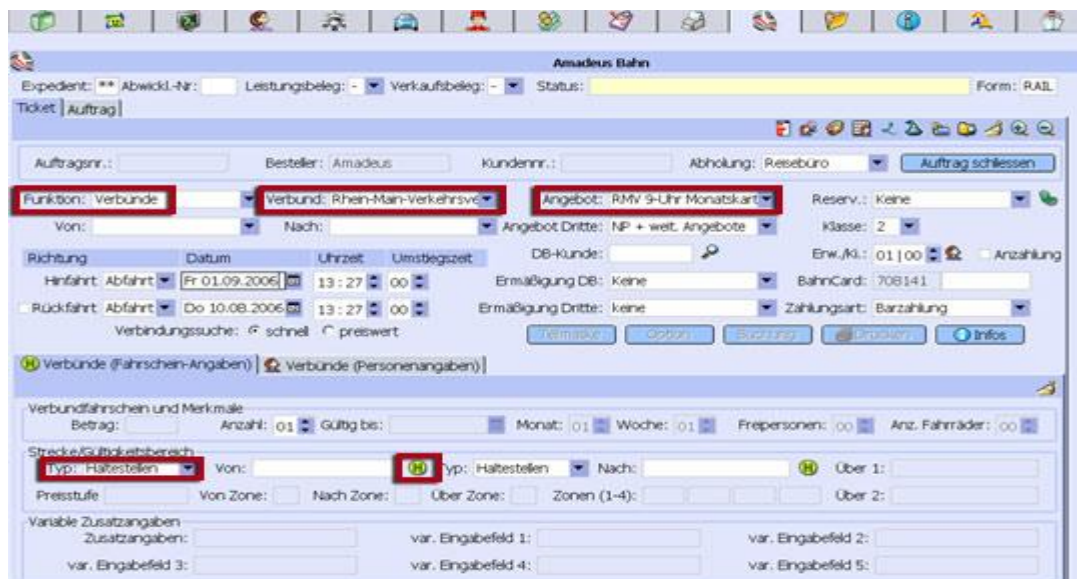 Amadeus Bahn
Expedient: ** Abwickl.-Nr: Leistungsbeleg: - Verkaufsbeleg: - Status: Form: RAIL
Ticket Auftrag
Auftragsnr.: Besteller: Amadeus Kundennr.: Abholung: Reisebüro Auftrag schliessen
Funktion: Verbünde Verbund: Rhein-Main-Verkehrsve Angebot: RMV 9-Uhr Monatskart Reserv.: Keine
Von: Nach: Angebot Dritte: NP + weit. Angebote Klasse: 2
Richtung Datum Uhrzeit Umstiegszeit DB-Kunde: Erw./Ki.: 01|00 Anzahlung
Hinfahrt Abfahrt Fr 01.09.2006 13:27 00 Ermäßigung DB: Keine BahnCard: 708141
Rückfahrt Abfahrt Do 10.08.2006 13:27 00 Ermäßigung Dritte: keine Zahlungsart: Barzahlung
Verbindungssuche: schnell preiswert Teilmaske Option Buchung Drucken Infos
H Verbünde (Fahrschein-Angaben) Verbünde (Personenangaben)
Verbundfahrschein und Merkmale
Betrag: Anzahl: 01 Gültig bis: Monat: 01 Woche: 01 Freipersonen: 00 Anz. Fahrräder: 00
Strecke/Gültigkeitsbereich
Typ: Haltestellen Von: H Typ: Haltestellen Nach: H Über 1:
Preisstufe Von Zone: Nach Zone: Über Zone: Zonen (1-4): Über 2:
Variable Zusatzangaben
Zusatzangaben: var. Eingabefeld 1: var. Eingabefeld 2:
var. Eingabefeld 3: var. Eingabefeld 4: var. Eingabefeld 5: